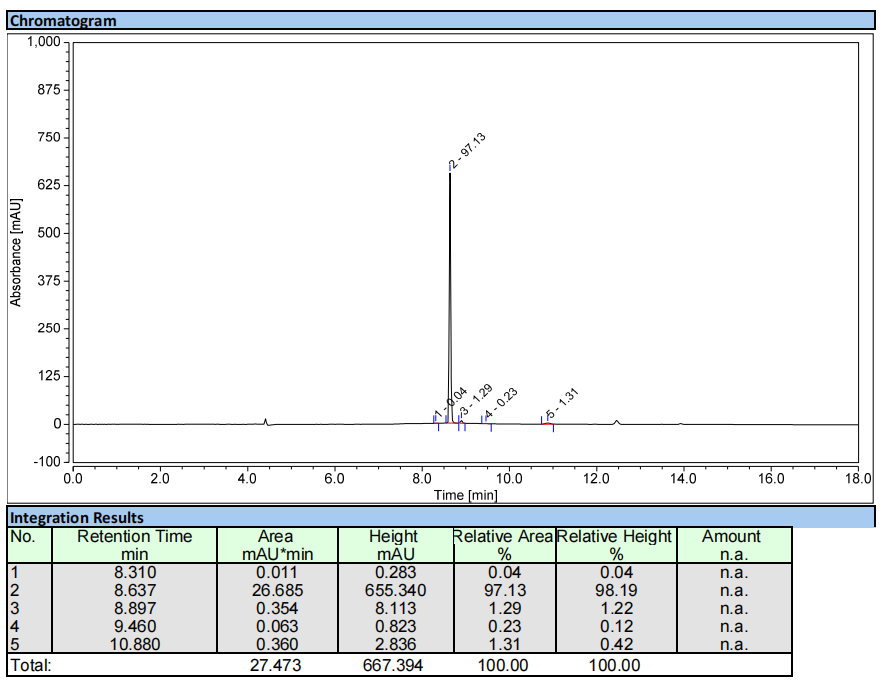 Chromatogram
1,000
875
750
625
500
375
250
125
0
-100
Absorbance [mAU]
2 - 97.13
1 - 0.04
3 - 1.29
4 - 0.23
5 - 1.31
0.0 2.0 4.0 6.0 8.0 10.0 12.0 14.0 16.0 18.0
Time [min]
Integration Results
No. Retention Time Area Height Relative Area Relative Height Amount
min mAU*min mAU % % n.a.
1 8.310 0.011 0.283 0.04 0.04 n.a.
2 8.637 26.685 655.340 97.13 98.19 n.a.
3 8.897 0.354 8.113 1.29 1.22 n.a.
4 9.460 0.063 0.823 0.23 0.12 n.a.
5 10.880 0.360 2.836 1.31 0.42 n.a.
Total: 27.473 667.394 100.00 100.00